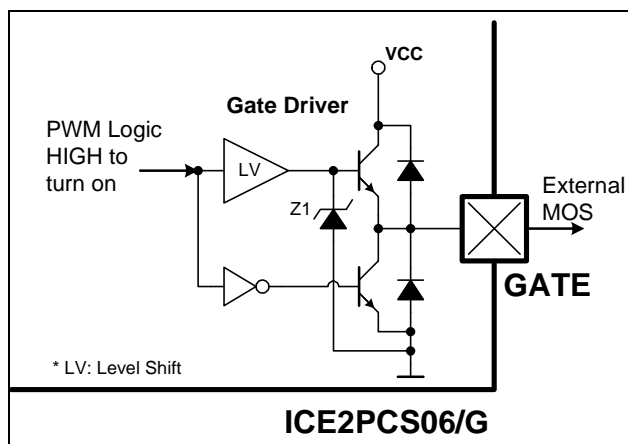 VCC
Gate Driver
PWM Logic
HIGH to
turn on
LV
Z1
External
MOS
GATE
* LV: Level Shift
ICE2PCS06/G